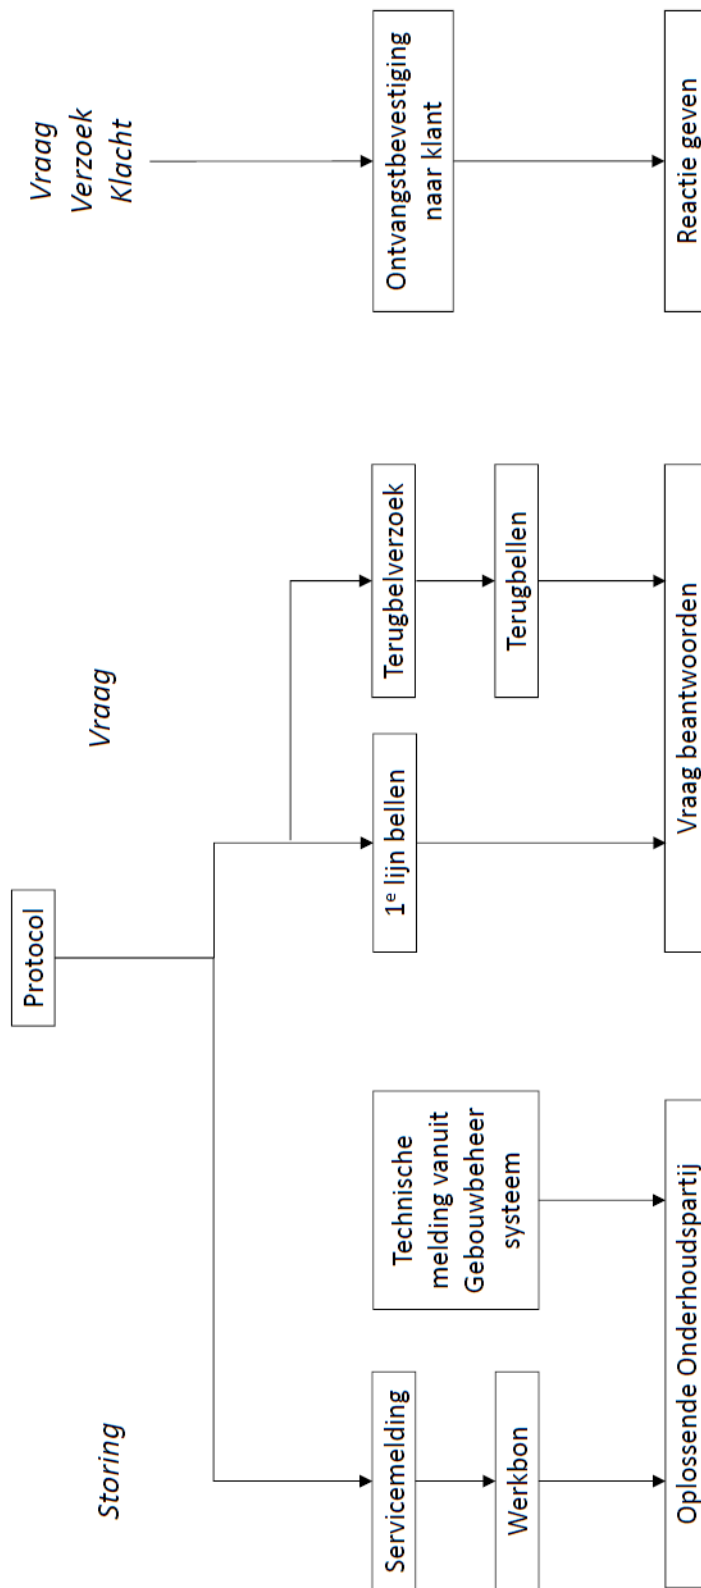 Protocol
Storing
Vraag
Vraag
Verzoek
Klacht
Servicemelding
Technische
melding vanuit
Gebouwbeheer
systeem
1e lijn bellen
Terugbelverzoek
Ontvangstbevestiging
naar klant
Werkbon
Terugbellen
Oplossende Onderhoudspartij
Vraag beantwoorden
Reactie geven